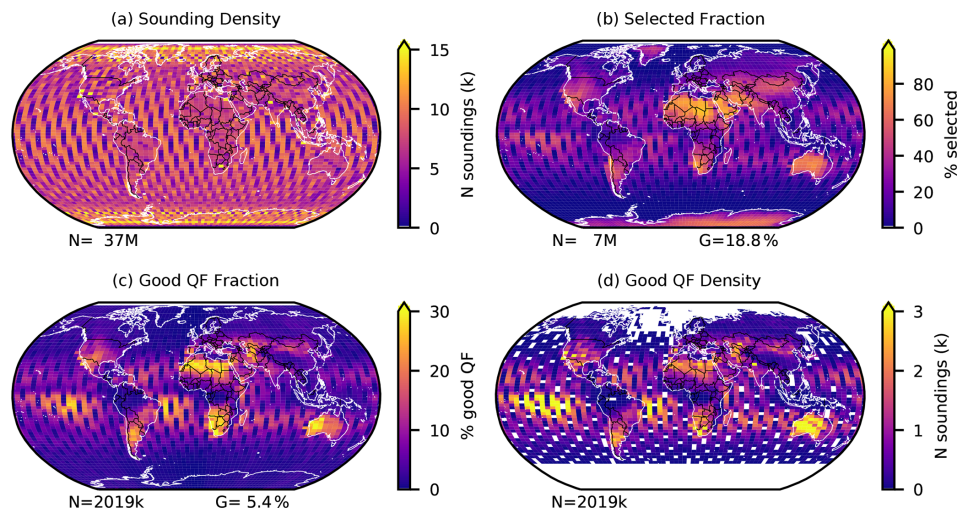 (a) Sounding Density
15
10
5
0
N soundings (k)
N=  37M
(b) Selected Fraction
80
60
40
20
0
% selected
N=   7M
G=18.8 %
(c) Good QF Fraction
30
20
10
0
% good QF
N=2019k
G= 5.4 %
(d) Good QF Density
3
2
1
0
N soundings (k)
N=2019k